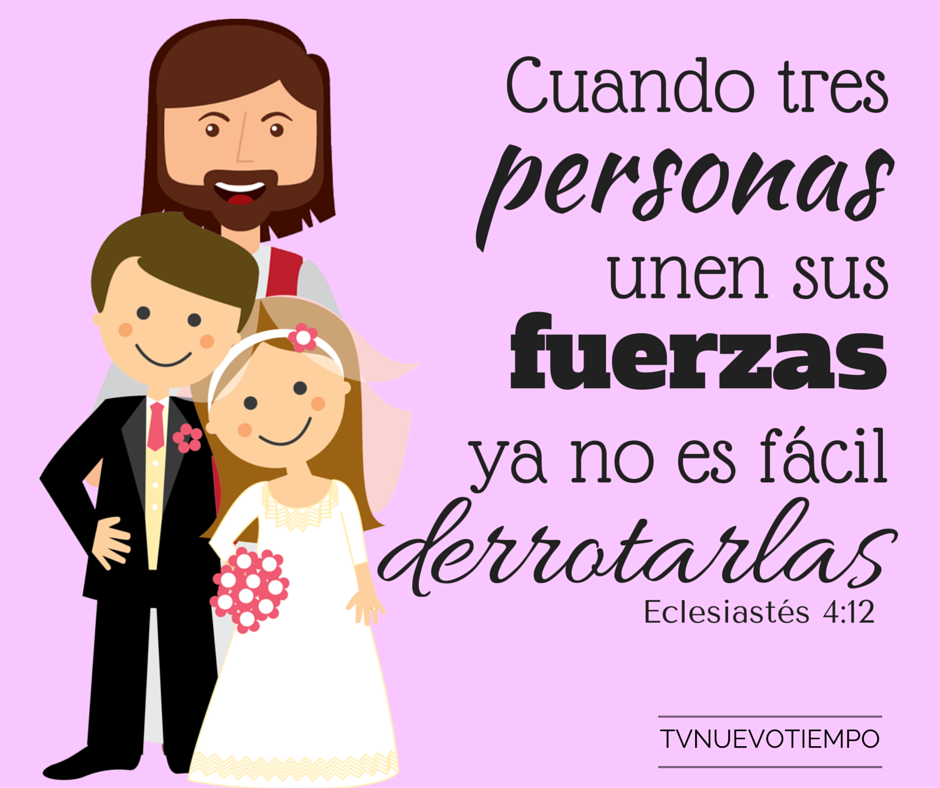 Cuando tres
personas
unen sus
fuerzas
ya no es fácil
derrotarlas
Eclesiastés 4:12
TVNUEVOTIEMPO